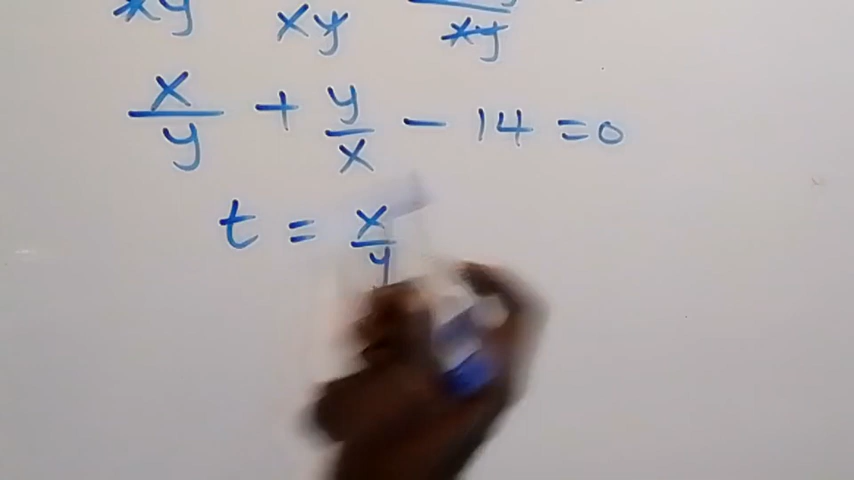 xy xy xy
x/y + y/x - 14 = 0
t = x/y